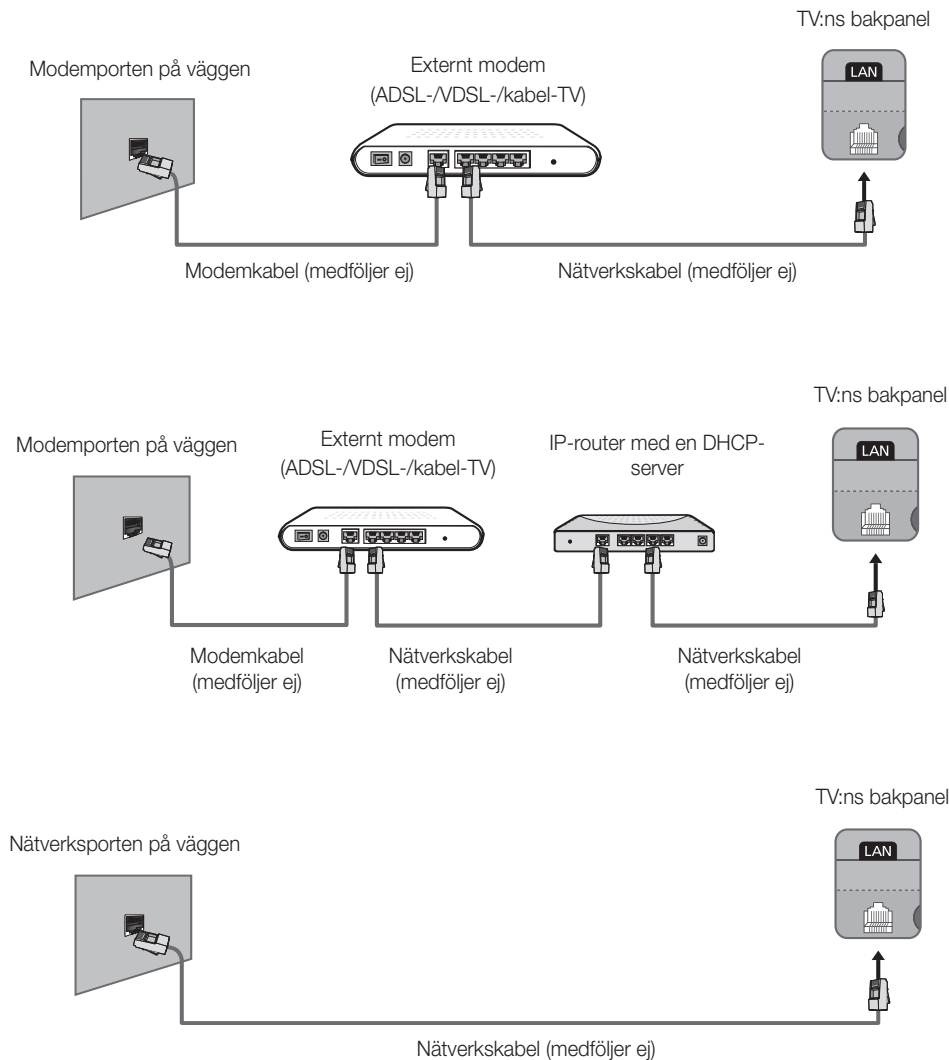 TV:ns bakpanel
Modemporten på väggen
Externt modem
(ADSL-/VDSL-/kabel-TV)
LAN
Modemkabel (medföljer ej)
Nätverkskabel (medföljer ej)
TV:ns bakpanel
Modemporten på väggen
Externt modem
(ADSL-/VDSL-/kabel-TV)
IP-router med en DHCP-
server
LAN
Modemkabel
(medföljer ej)
Nätverkskabel
(medföljer ej)
Nätverkskabel
(medföljer ej)
TV:ns bakpanel
Nätverksporten på väggen
LAN
Nätverkskabel (medföljer ej)